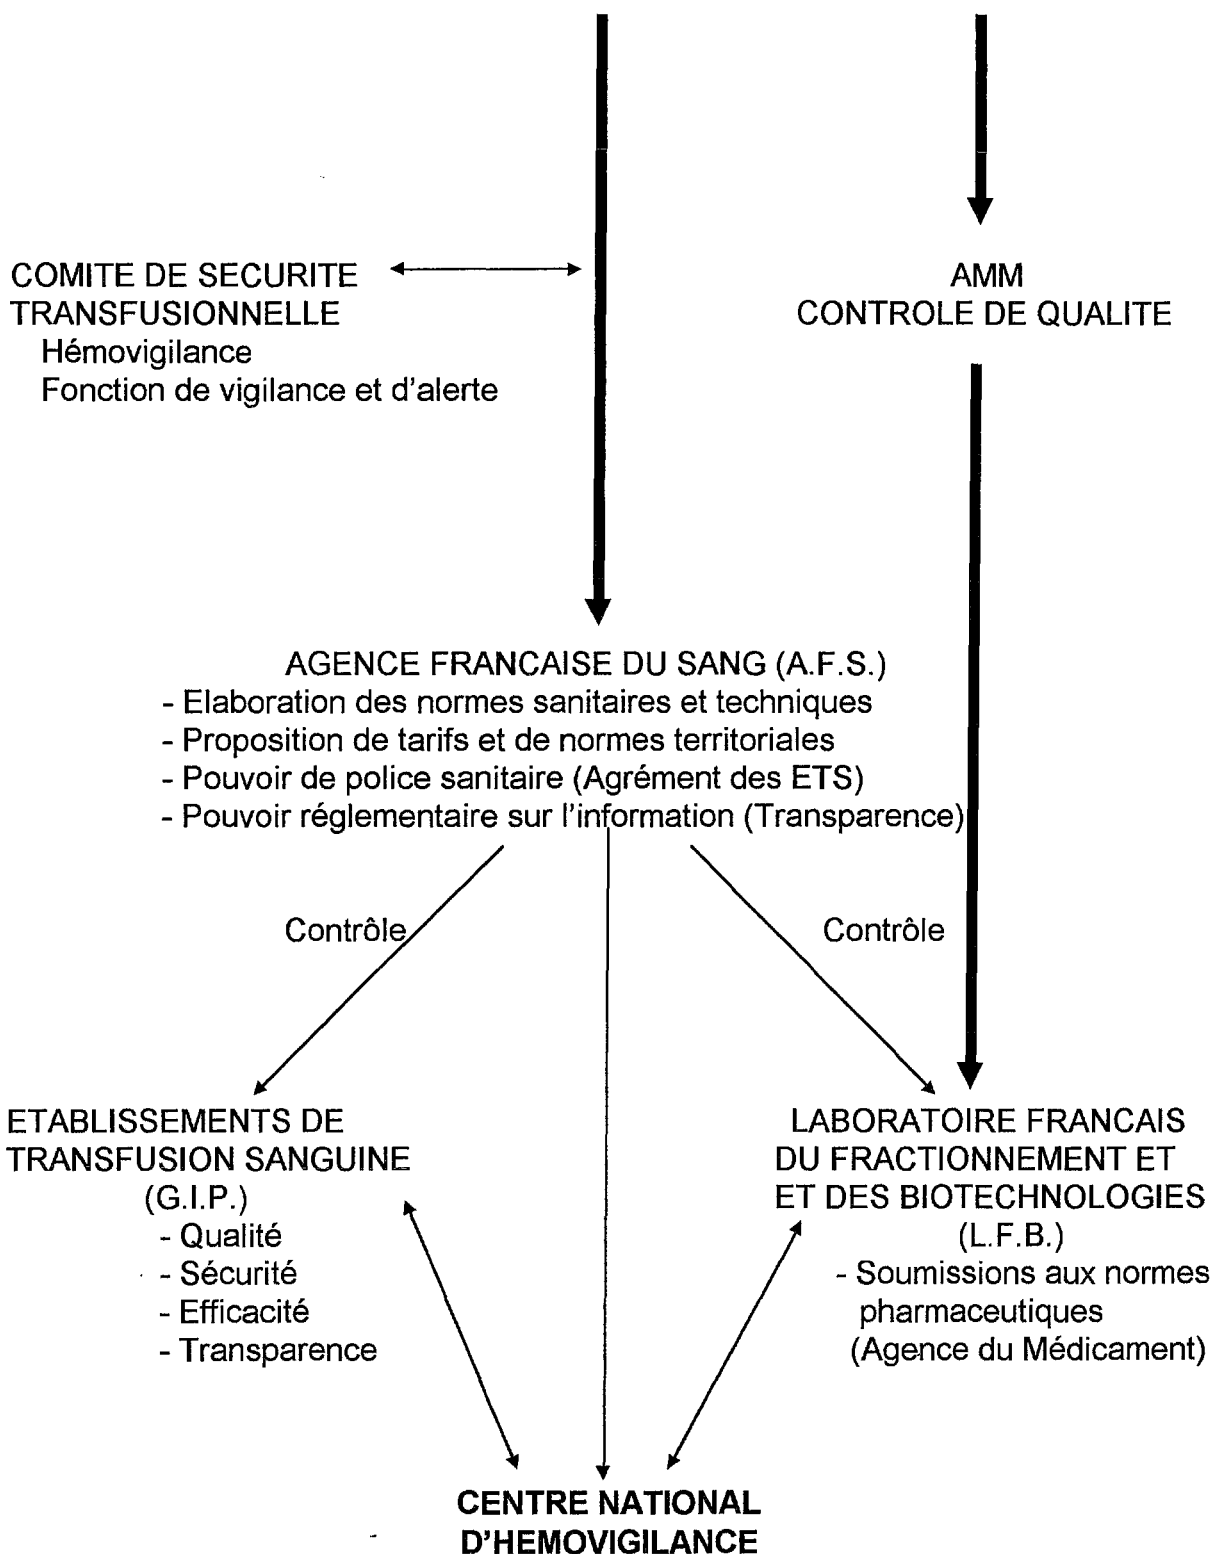 COMITE DE SECURITE
TRANSFUSIONNELLE
Hémovigilance
Fonction de vigilance et d'alerte
AMM
CONTROLE DE QUALITE
AGENCE FRANCAISE DU SANG (A.F.S.)
- Elaboration des normes sanitaires et techniques
- Proposition de tarifs et de normes territoriales
- Pouvoir de police sanitaire (Agrément des ETS)
- Pouvoir réglementaire sur l'information (Transparence)
Contrôle
Contrôle
ETABLISSEMENTS DE
TRANSFUSION SANGUINE
(G.I.P.)
- Qualité
- Sécurité
- Efficacité
- Transparence
LABORATOIRE FRANCAIS
DU FRACTIONNEMENT ET
ET DES BIOTECHNOLOGIES
(L.F.B.)
- Soumissions aux normes
pharmaceutiques
(Agence du Médicament)
CENTRE NATIONAL
D'HEMOVIGILANCE